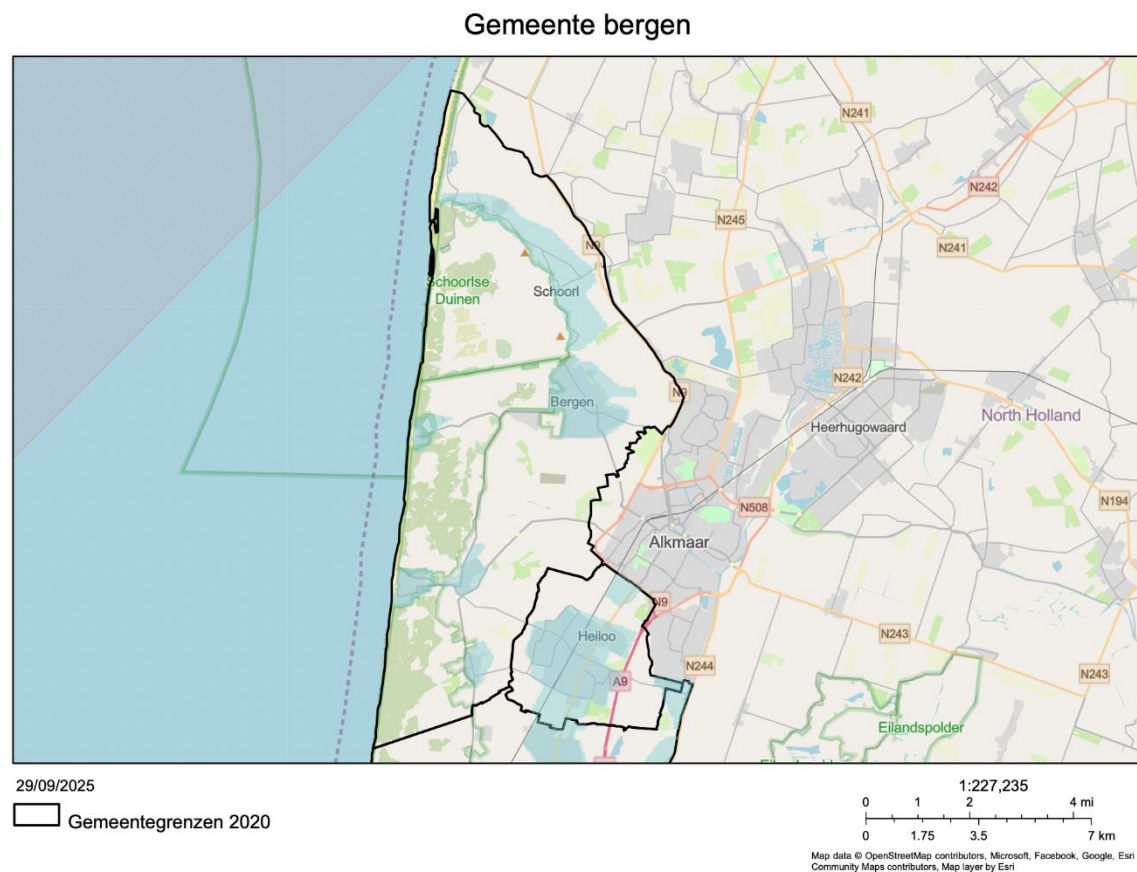 Gemeente bergen
N241
N242
N245
N241
N9
Schoorlse
Duinen
Schoorl
N242
N9
Bergen
North Holland
Heerhugowaard
N194
N508
Alkmaar
N9
N243
Heiloo
N244
N243
A9
Eilandspolder
29/09/2025
Gemeentegrenzen 2020
1:227,235
0 1 2 4 mi
0 1.75 3.5 7 km
Map data © OpenStreetMap contributors, Microsoft, Facebook, Google, Esri
Community Maps contributors, Map layer by Esri